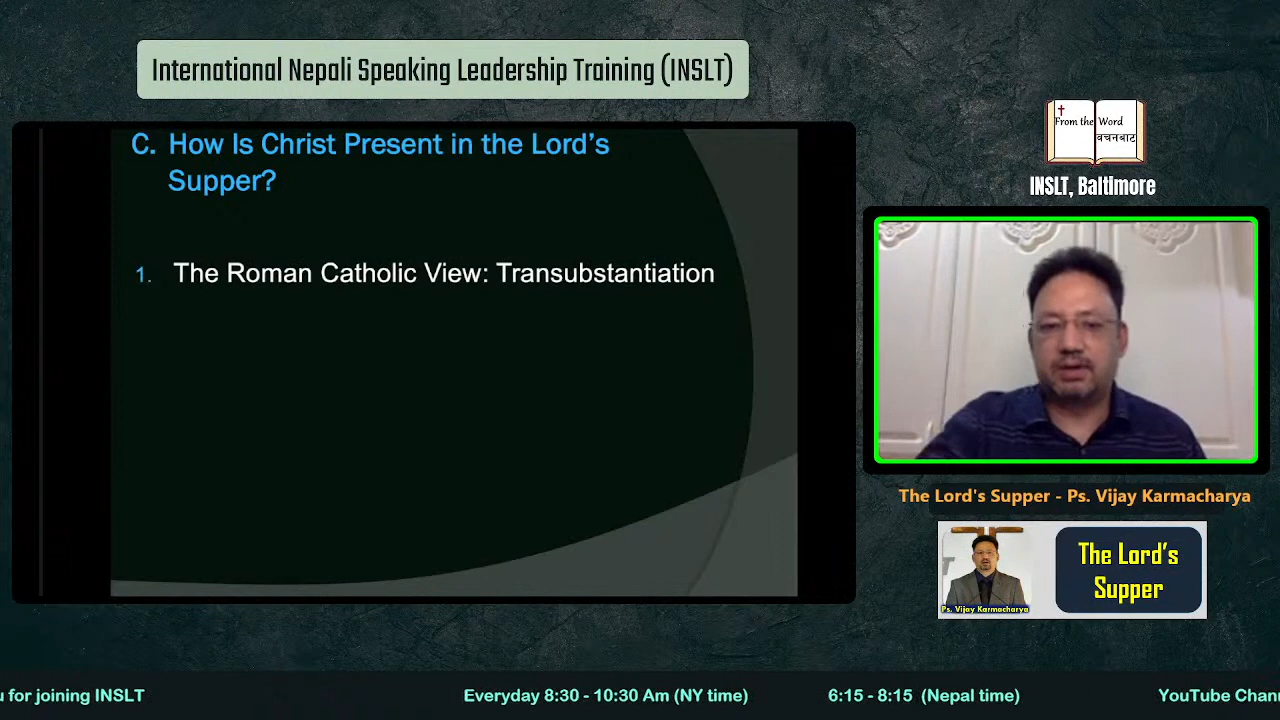 International Nepali Speaking Leadership Training (INSLT)
C. How Is Christ Present in the Lord's
Supper?
1. The Roman Catholic View: Transubstantiation
From the Word
वचनबाट
INSLT, Baltimore
The Lord's Supper - Ps. Vijay Karmacharya
Ps. Vijay Karmacharya
The Lord's
Supper
u for joining INSLT Everyday 8:30 - 10:30 Am (NY time) 6:15 - 8:15 (Nepal time) YouTube Chan